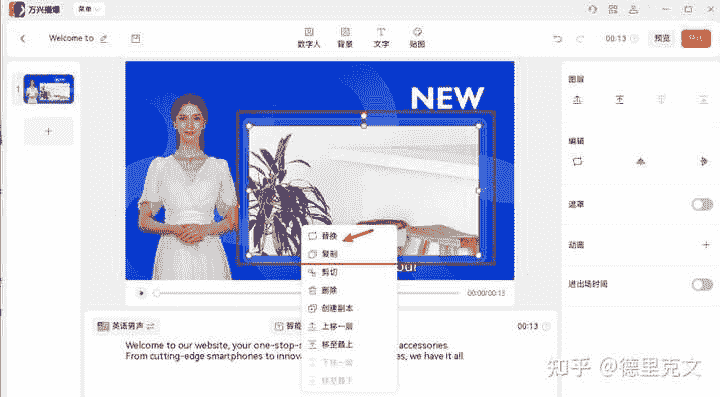 万兴播爆
菜单
Welcome to
数字人
背景
文字
贴图
00:13
预览
1
NEW
图层
编辑
遮罩
动画
进出场时间
替换
复制
剪切
删除
创建副本
上移一层
移至最上
下移一层
移至最下
00:00/00:13
英语男声
智能
00:13
Welcome to our website, your one-stop-s
accessories.
From cutting-edge smartphones to innova
es, we have it all.
知乎 @德里克文